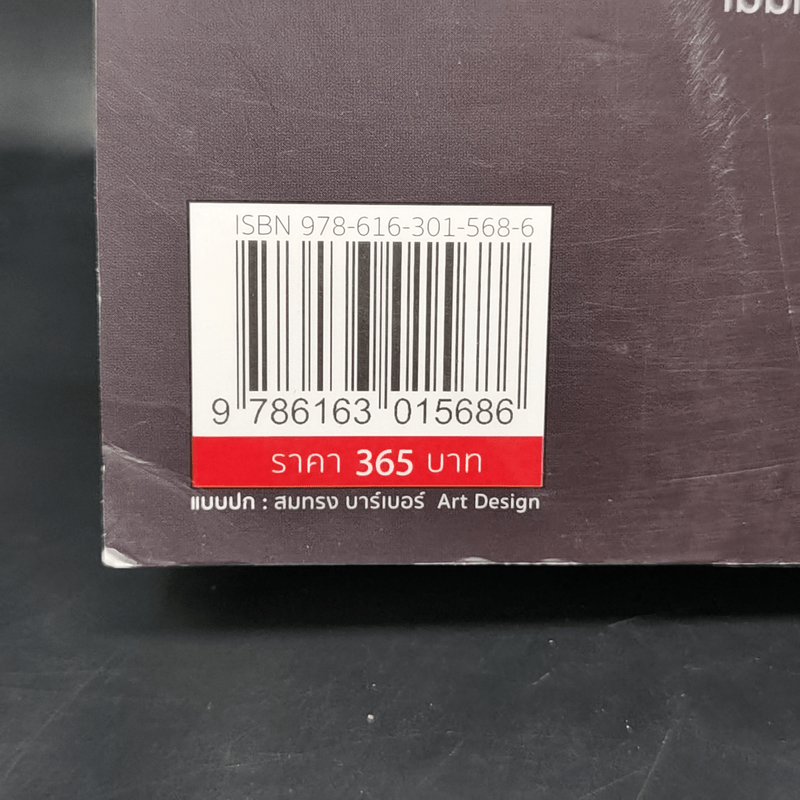 ISBN 978-616-301-568-6
9 786163 015686
ราคา 365 บาท
แบบปก : สมทรง บาร์เบอร์ Art Design